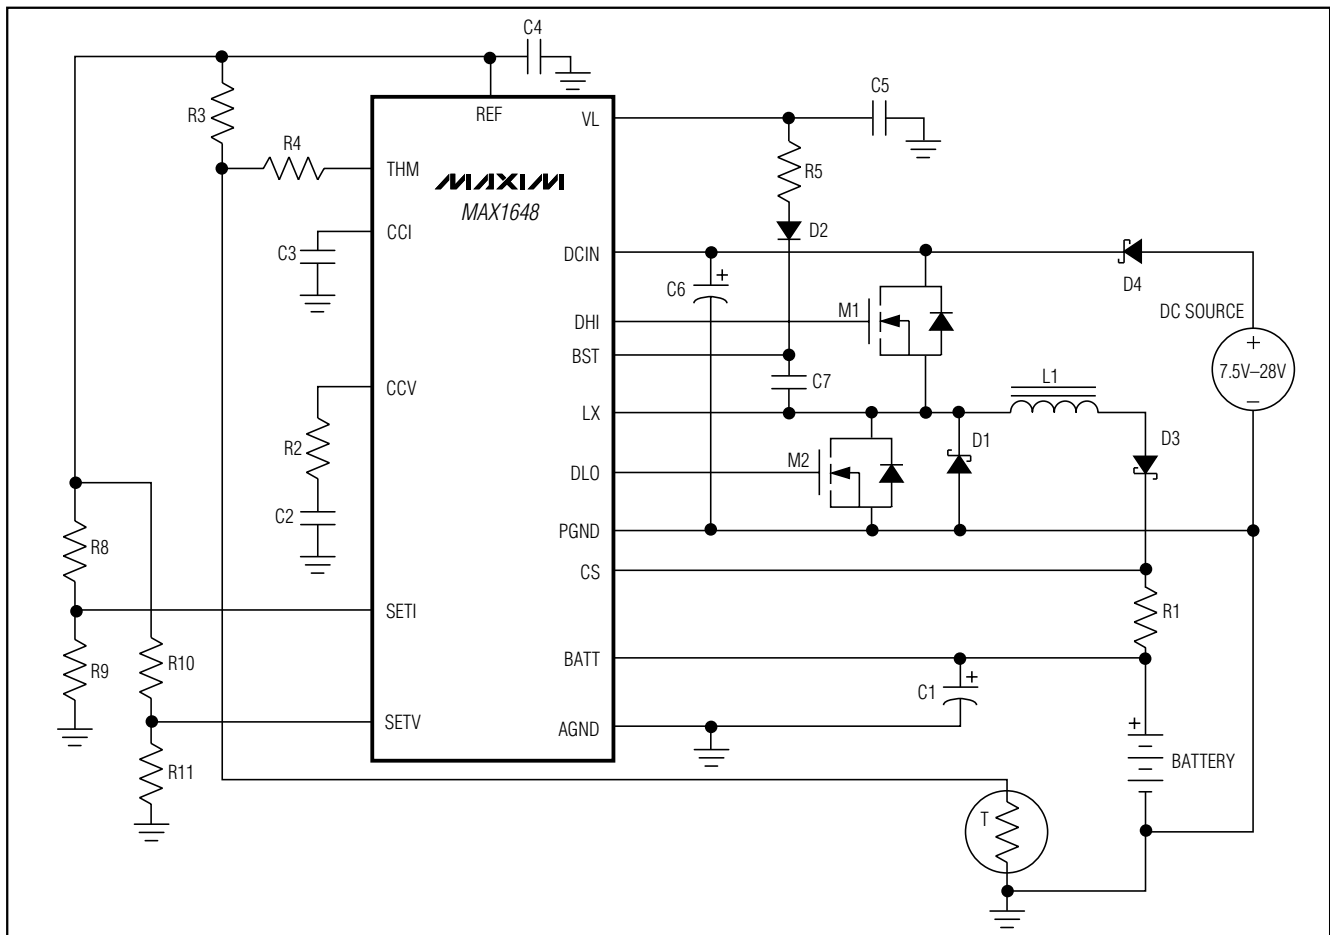 C4
R3
REF
VL
C5
R4
THM
MAXIM
MAX1648
R5
CCI
D2
C3
DCIN
D4
C6
+
M1
DC SOURCE
DHI
+
7.5V–28V
–
BST
CCV
C7
L1
LX
R2
D1
D3
M2
DLO
C2
PGND
R8
CS
SETI
R1
R9
R10
BATT
+
C1
SETV
AGND
+
R11
BATTERY
T